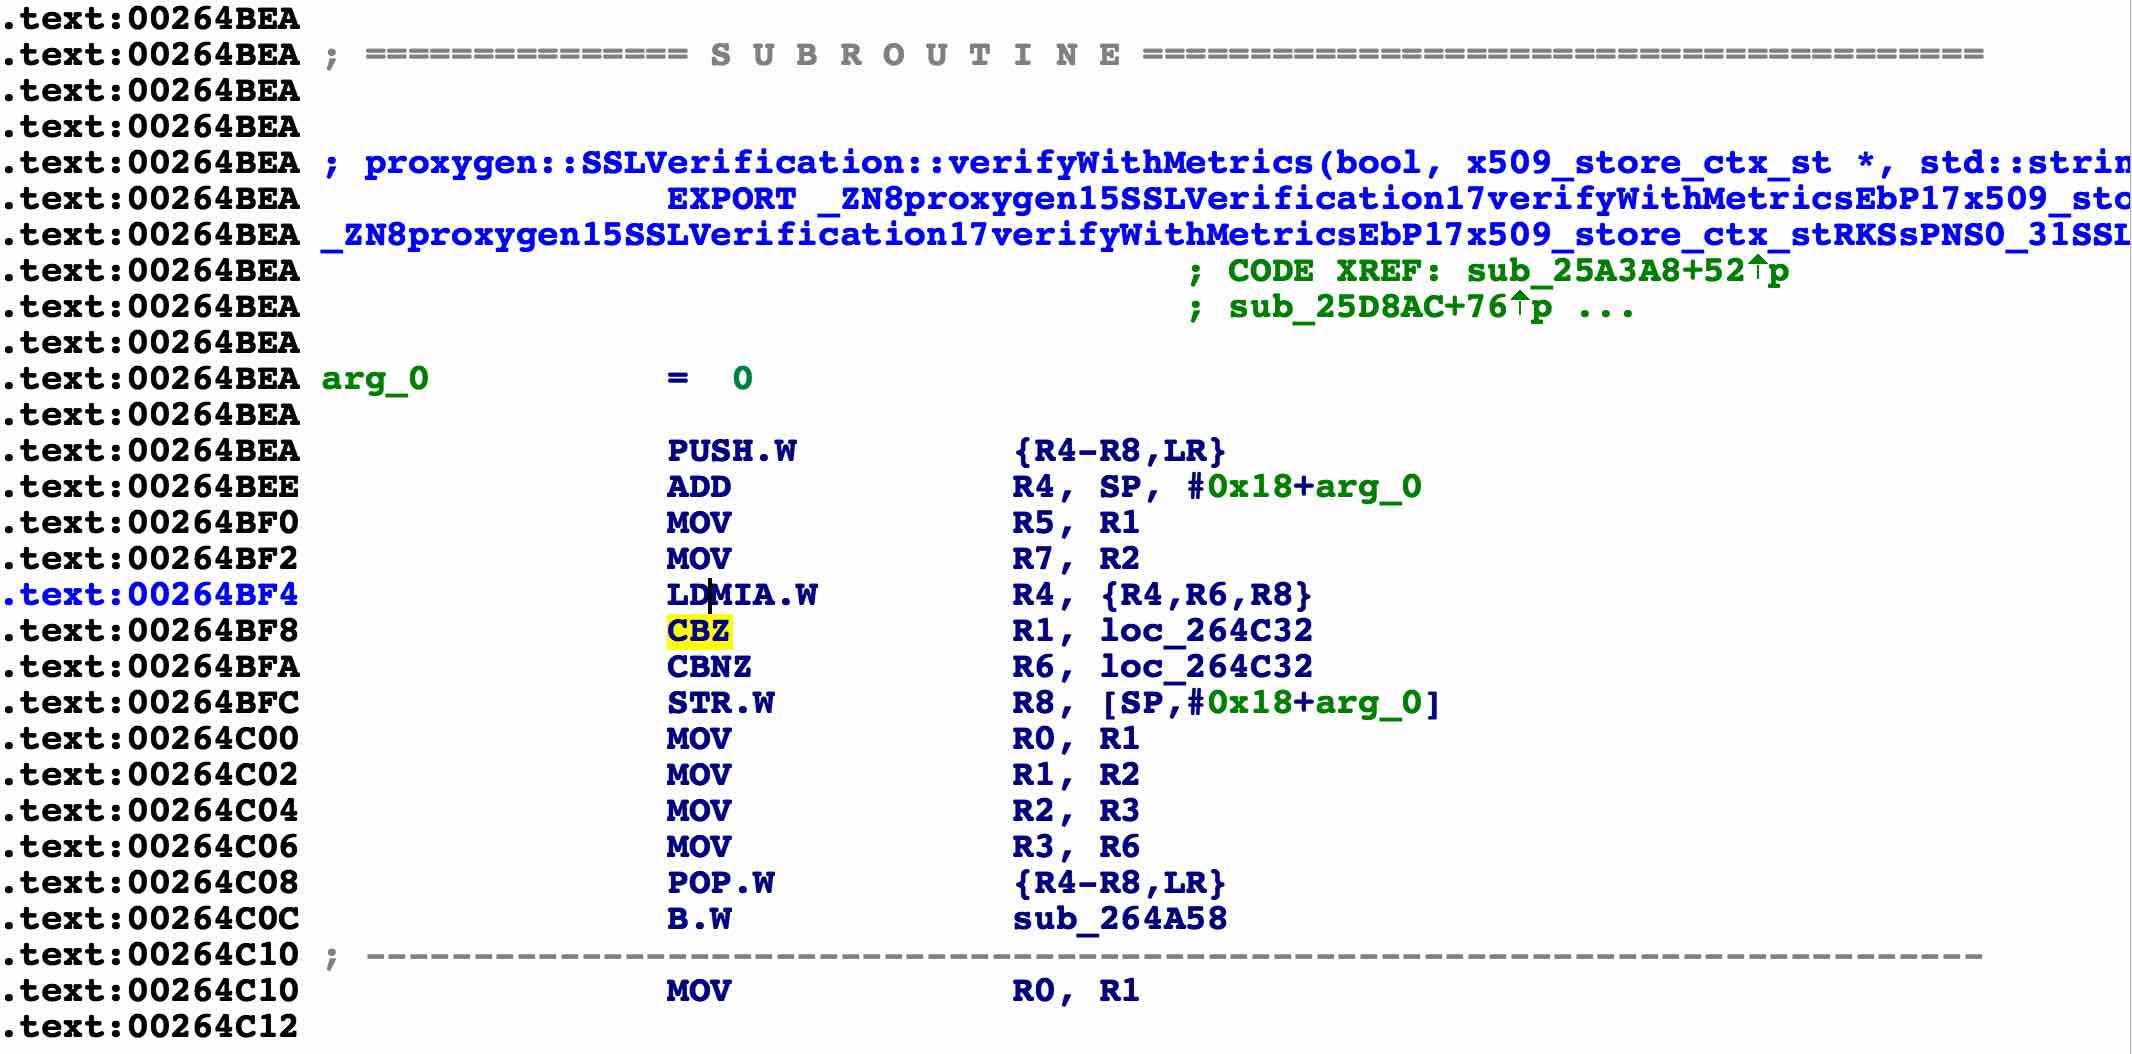 .text:00264BEA
.text:00264BEA ; =============== S U B R O U T I N E =======================================
.text:00264BEA
.text:00264BEA
.text:00264BEA ; proxygen::SSLVerification::verifyWithMetrics(bool, x509_store_ctx_st *, std::strin
.text:00264BEA EXPORT _ZN8proxygen15SSLVerification17verifyWithMetricsEbP17x509_sto
.text:00264BEA _ZN8proxygen15SSLVerification17verifyWithMetricsEbP17x509_store_ctx_stRKSsPNS0_31SSL
.text:00264BEA ; CODE XREF: sub_25A3A8+52↑p
.text:00264BEA ; sub_25D8AC+76↑p ...
.text:00264BEA
.text:00264BEA arg_0 = 0
.text:00264BEA
.text:00264BEA PUSH.W {R4-R8,LR}
.text:00264BEE ADD R4, SP, #0x18+arg_0
.text:00264BF0 MOV R5, R1
.text:00264BF2 MOV R7, R2
.text:00264BF4 LDMIA.W R4, {R4,R6,R8}
.text:00264BF8 CBZ R1, loc_264C32
.text:00264BFA CBNZ R6, loc_264C32
.text:00264BFC STR.W R8, [SP,#0x18+arg_0]
.text:00264C00 MOV R0, R1
.text:00264C02 MOV R1, R2
.text:00264C04 MOV R2, R3
.text:00264C06 MOV R3, R6
.text:00264C08 POP.W {R4-R8,LR}
.text:00264C0C B.W sub_264A58
.text:00264C10 ; ---------------------------------------------------------------------------
.text:00264C10 MOV R0, R1
.text:00264C12